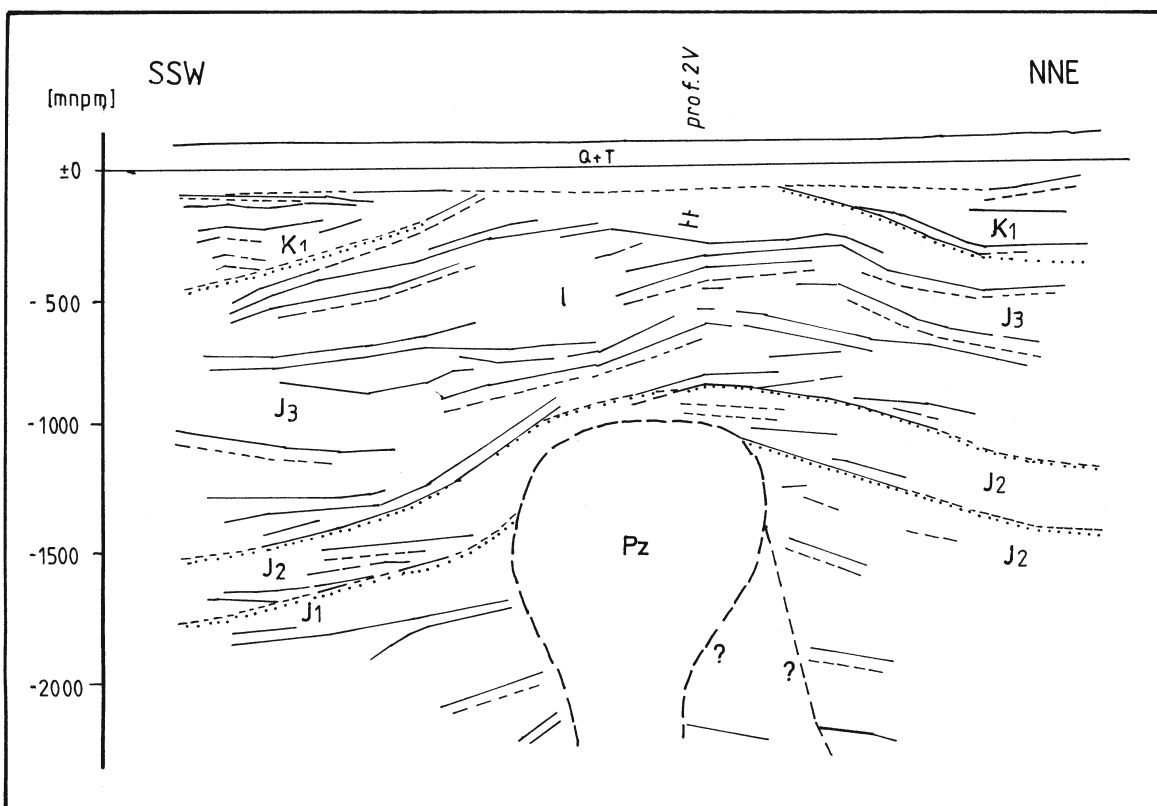 SSW
NNE
prof. 2V
[mnpm]
Q+T
±0
K1
K1
-500
J3
J3
-1000
J2
Pz
-1500
J2
J2
J1
?
?
-2000